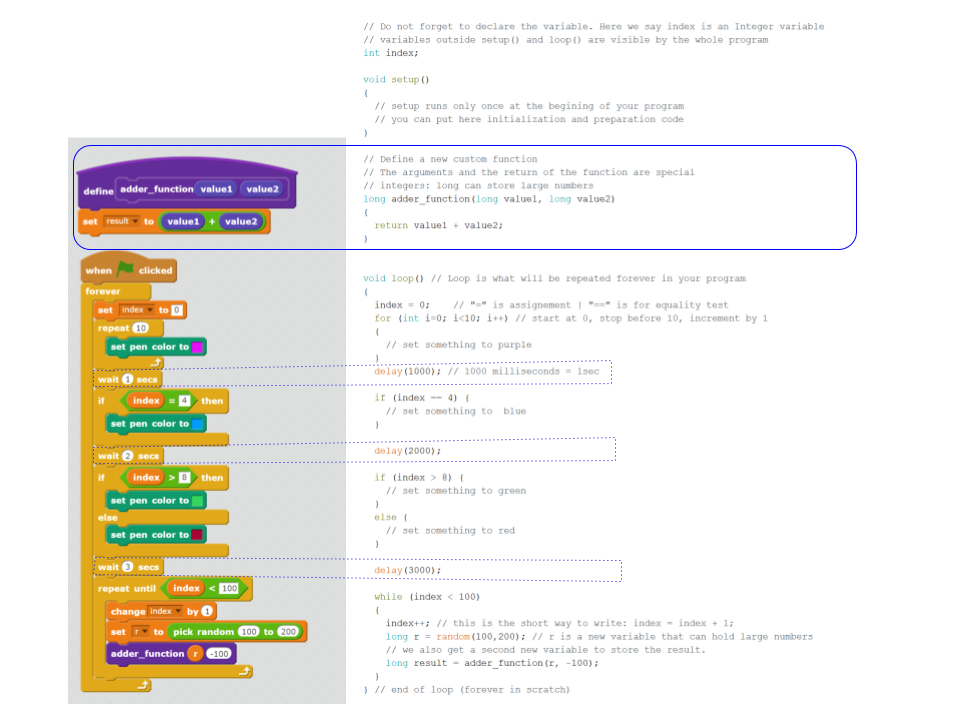 // Do not forget to declare the variable. Here we say index is an Integer variable
// variables outside setup() and loop() are visible by the whole program
int index;
void setup()
{
// setup runs only once at the begining of your program
// you can put here initialization and preparation code
}
define adder_function value1 value2
set result to value1 + value2
// Define a new custom function
// The arguments and the return of the function are special
// integers: long can store large numbers
long adder_function(long value1, long value2)
{
return value1 + value2;
}
when clicked
forever
set index to 0
repeat 10
set pen color to
wait 1 secs
if index = 4 then
set pen color to
wait 2 secs
if index > 8 then
set pen color to
else
set pen color to
wait 3 secs
repeat until index < 100
change index by 1
set r to pick random 100 to 200
adder_function r -100
void loop() // Loop is what will be repeated forever in your program
{
index = 0; // "=" is assignement | "==" is for equality test
for (int i=0; i<10; i++) // start at 0, stop before 10, increment by 1
{
// set something to purple
}
delay(1000); // 1000 milliseconds = 1sec
if (index == 4) {
// set something to blue
}
delay(2000);
if (index > 8) {
// set something to green
}
else {
// set something to red
}
delay(3000);
while (index < 100)
{
index++; // this is the short way to write: index = index + 1;
long r = random(100,200); // r is a new variable that can hold large numbers
// we also get a second new variable to store the result.
long result = adder_function(r, -100);
}
} // end of loop (forever in scratch)